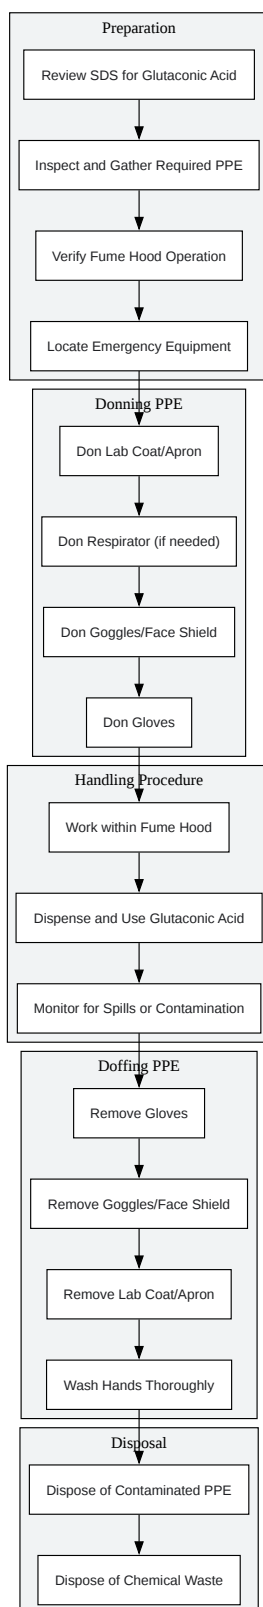 Preparation
Review SDS for Glutaconic Acid
Inspect and Gather Required PPE
Verify Fume Hood Operation
Locate Emergency Equipment
Donning PPE
Don Lab Coat/Apron
Don Respirator (if needed)
Don Goggles/Face Shield
Don Gloves
Handling Procedure
Work within Fume Hood
Dispense and Use Glutaconic Acid
Monitor for Spills or Contamination
Doffing PPE
Remove Gloves
Remove Goggles/Face Shield
Remove Lab Coat/Apron
Wash Hands Thoroughly
Disposal
Dispose of Contaminated PPE
Dispose of Chemical Waste